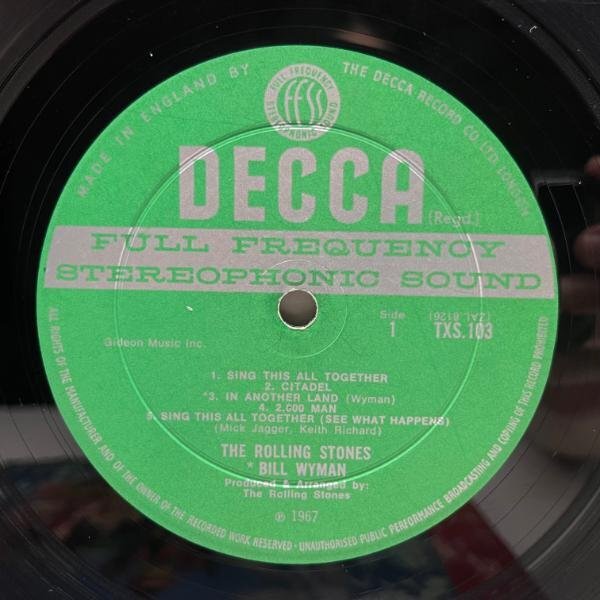 MADE IN ENGLAND BY THE DECCA RECORD CO. LTD. LONDON
FULL FREQUENCY
FFSS
STEREOPHONIC SOUND
DECCA
(Regd.)
FULL FREQUENCY
STEREOPHONIC SOUND
Side (ZAL.8126)
1 TXS.103
Gideon Music Inc.
1. SING THIS ALL TOGETHER
2. CITADEL
*3. IN ANOTHER LAND (Wyman)
4. 2.000 MAN
5. SING THIS ALL TOGETHER (SEE WHAT HAPPENS)
(Mick Jagger, Keith Richard)
THE ROLLING STONES
* BILL WYMAN
Produced & Arranged by:
The Rolling Stones
℗ 1967
ALL RIGHTS OF THE MANUFACTURER AND OF THE OWNER OF THE RECORDED WORK RESERVED · UNAUTHORISED PUBLIC PERFORMANCE BROADCASTING AND COPYING OF THIS RECORD PROHIBITED